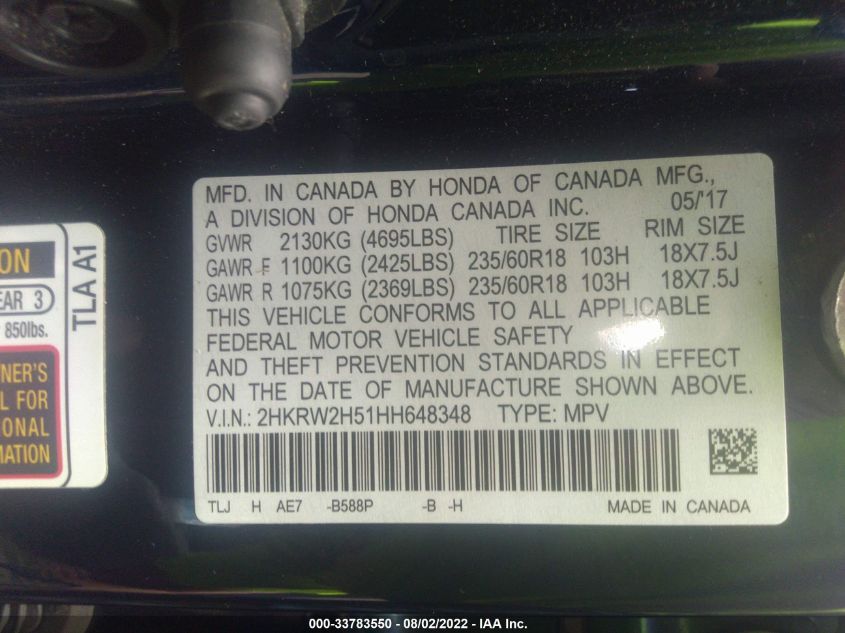 MFD. IN CANADA BY HONDA OF CANADA MFG.,
A DIVISION OF HONDA CANADA INC. 05/'17
GVWR 2130KG (4695LBS) TIRE SIZE RIM SIZE
GAWR F 1100KG (2425LBS) 235/60R18 103H 18X7.5J
GAWR R 1075KG (2369LBS) 235/60R18 103H 18X7.5J
THIS VEHICLE CONFORMS TO ALL APPLICABLE
FEDERAL MOTOR VEHICLE SAFETY
AND THEFT PREVENTION STANDARDS IN EFFECT
ON THE DATE OF MANUFACTURE SHOWN ABOVE.
V.I.N.: 2HKRW2H51HH648348 TYPE: MPV
TLJ H AE7 -B588P -B -H MADE IN CANADA
ON
EAR 3
850lbs.
NER'S
L FOR
ONAL
MATION
TLA A1
000-33783550 - 08/02/2022 - IAA Inc.